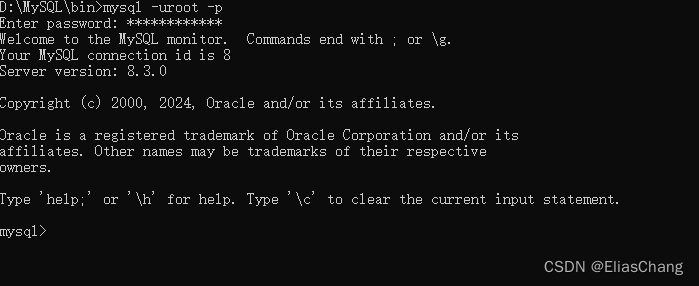 D:\MySQL\bin>mysql -uroot -p
Enter password: ************
Welcome to the MySQL monitor.  Commands end with ; or \g.
Your MySQL connection id is 8
Server version: 8.3.0
Copyright (c) 2000, 2024, Oracle and/or its affiliates.
Oracle is a registered trademark of Oracle Corporation and/or its
affiliates. Other names may be trademarks of their respective
owners.
Type 'help;' or '\h' for help. Type '\c' to clear the current input statement.
mysql>
CSDN @EliasChang